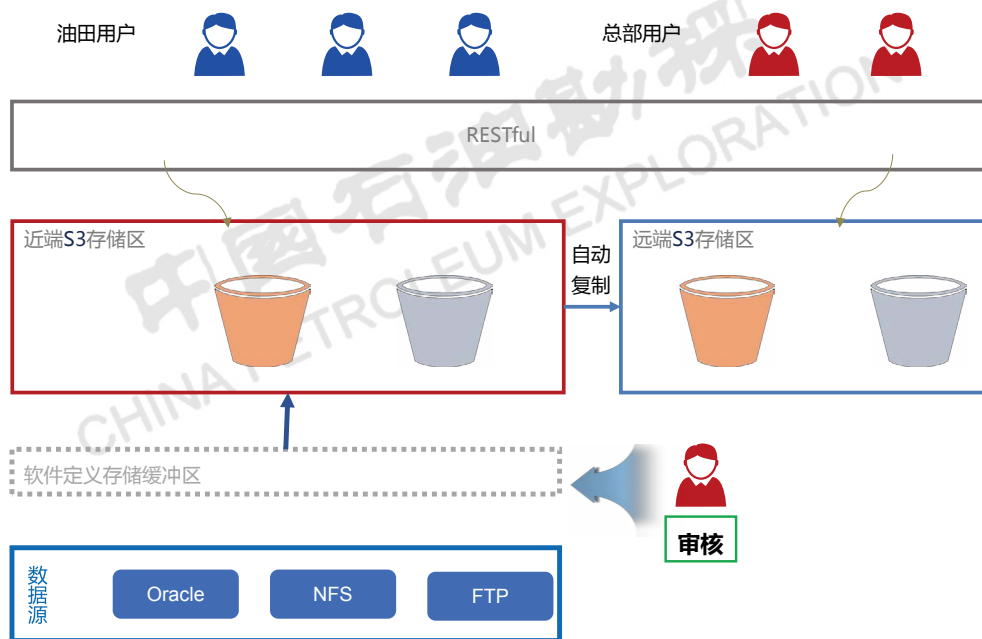 油田用户
总部用户
RESTful
近端S3存储区
自动
复制
远端S3存储区
软件定义存储缓冲区
审核
数据源
Oracle
NFS
FTP
中国石油勘探
CHINA PETROLEUM EXPLORATION